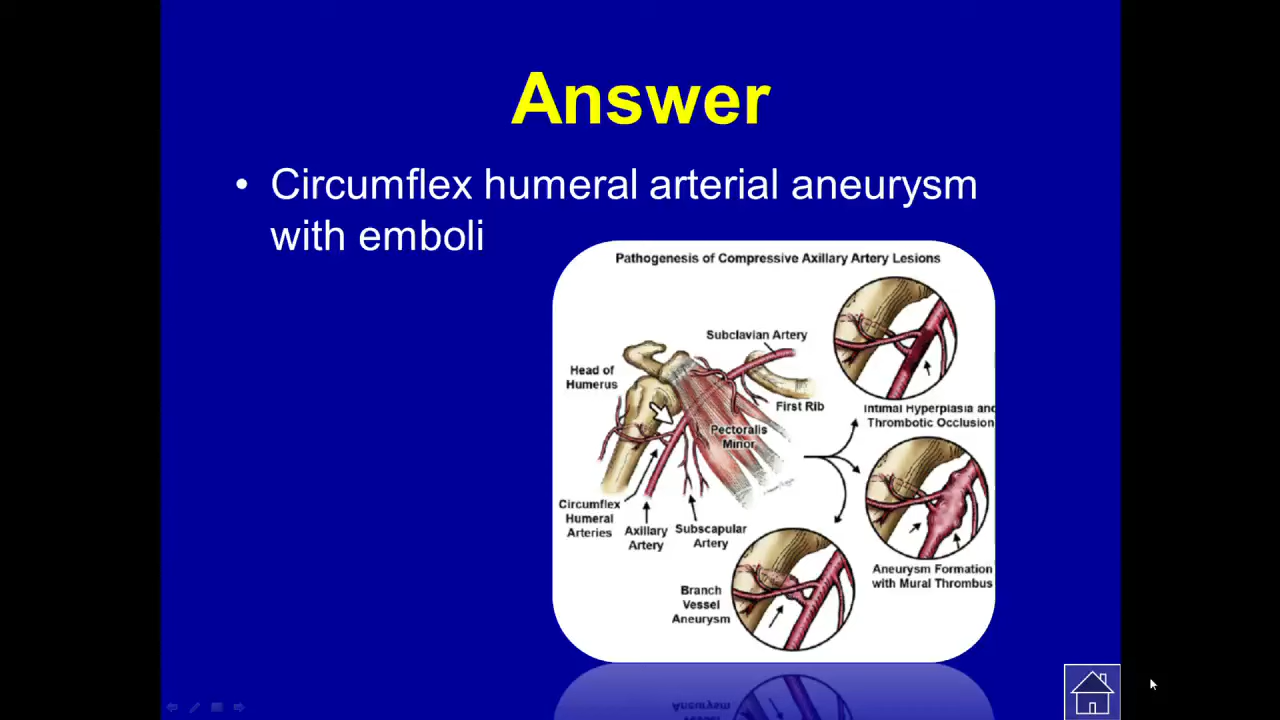 Answer
• Circumflex humeral arterial aneurysm
with emboli
Pathogenesis of Compressive Axillary Artery Lesions
Subclavian Artery
Head of
Humerus
First Rib
Pectoralis
Minor
Intimal Hyperplasia and
Thrombotic Occlusion
Circumflex
Humeral
Arteries
Axillary
Artery
Subscapular
Artery
Aneurysm Formation
with Mural Thrombus
Branch
Vessel
Aneurysm
Aneurysm